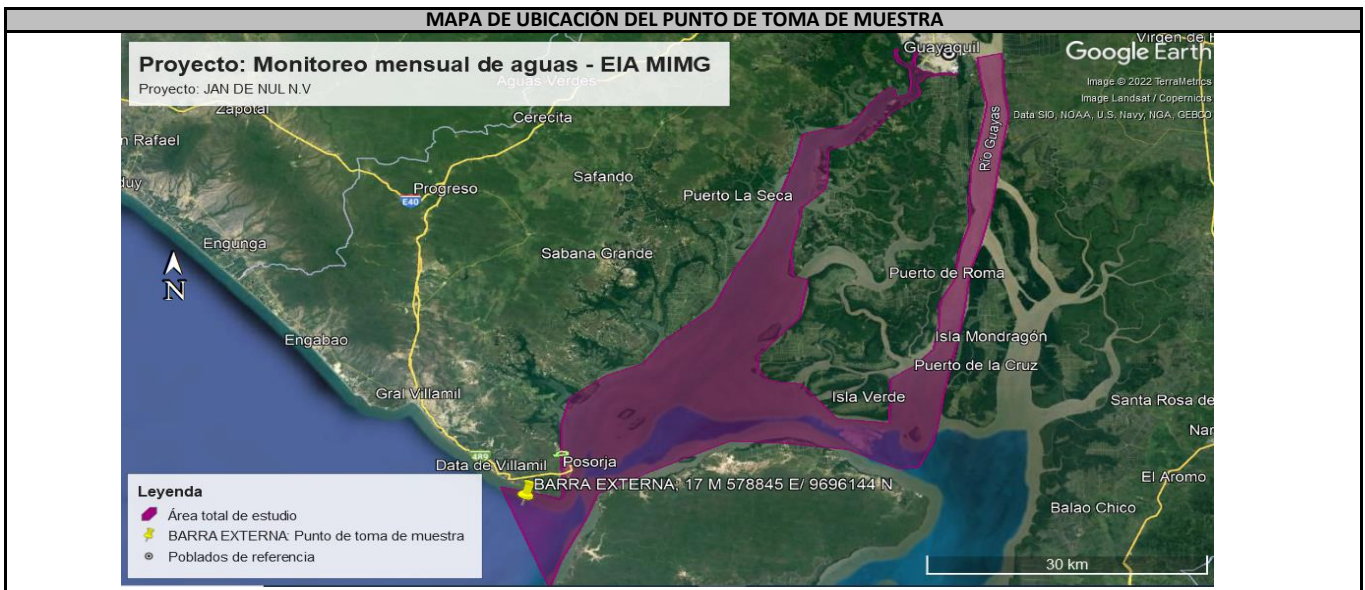 MAPA DE UBICACIÓN DEL PUNTO DE TOMA DE MUESTRA
Proyecto: Monitoreo mensual de aguas - EIA MIMG
Proyecto: JAN DE NUL N.V
Guayaquil
Google Earth
Image © 2022 TerraMetrics
Image Landsat / Copernicus
Data SIO, NOAA, U.S. Navy, NGA, GEBCO
Aguas Verdes
Zapotal
Cerecita
n Rafael
Río Guayas
Safando
duy
Progreso
Puerto La Seca
E40
Engunga
Sabana Grande
Puerto de Roma
N
Engabao
Isla Mondragón
Puerto de la Cruz
Gral Villamil
Isla Verde
Santa Rosa de
Nar
489
Data de Villamil
Posorja
BARRA EXTERNA; 17 M 578845 E/ 9696144 N
El Aromo
Leyenda
Balao Chico
Área total de estudio
BARRA EXTERNA: Punto de toma de muestra
Poblados de referencia
30 km